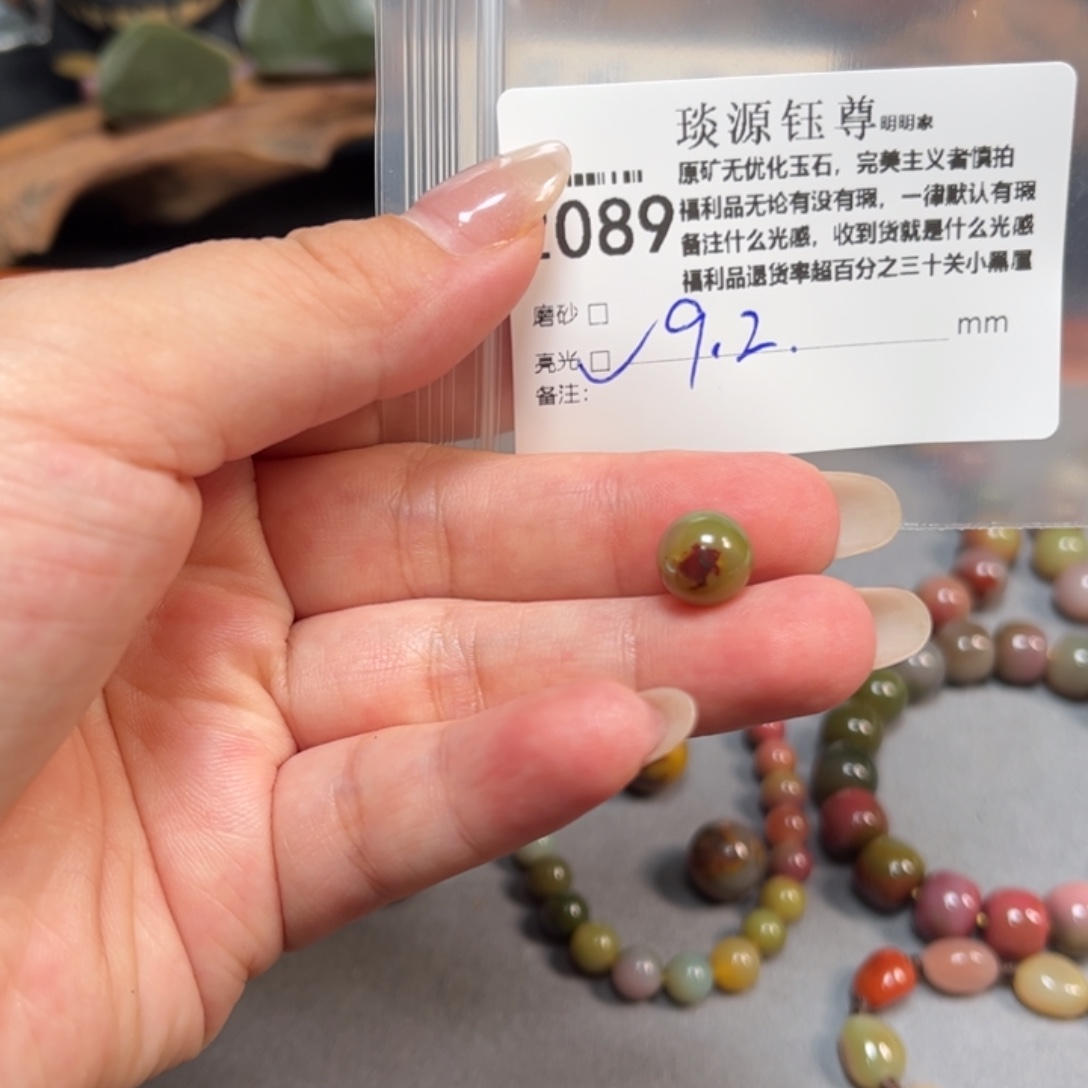 琰源钰尊明明家
原矿无优化玉石，完美主义者慎拍
福利品无论有没有瑕，一律默认有瑕
备注什么光感，收到货就是什么光感
福利品退货率超百分之三十关小黑屋
089
磨砂 □
9.2. mm
亮光 □
备注：